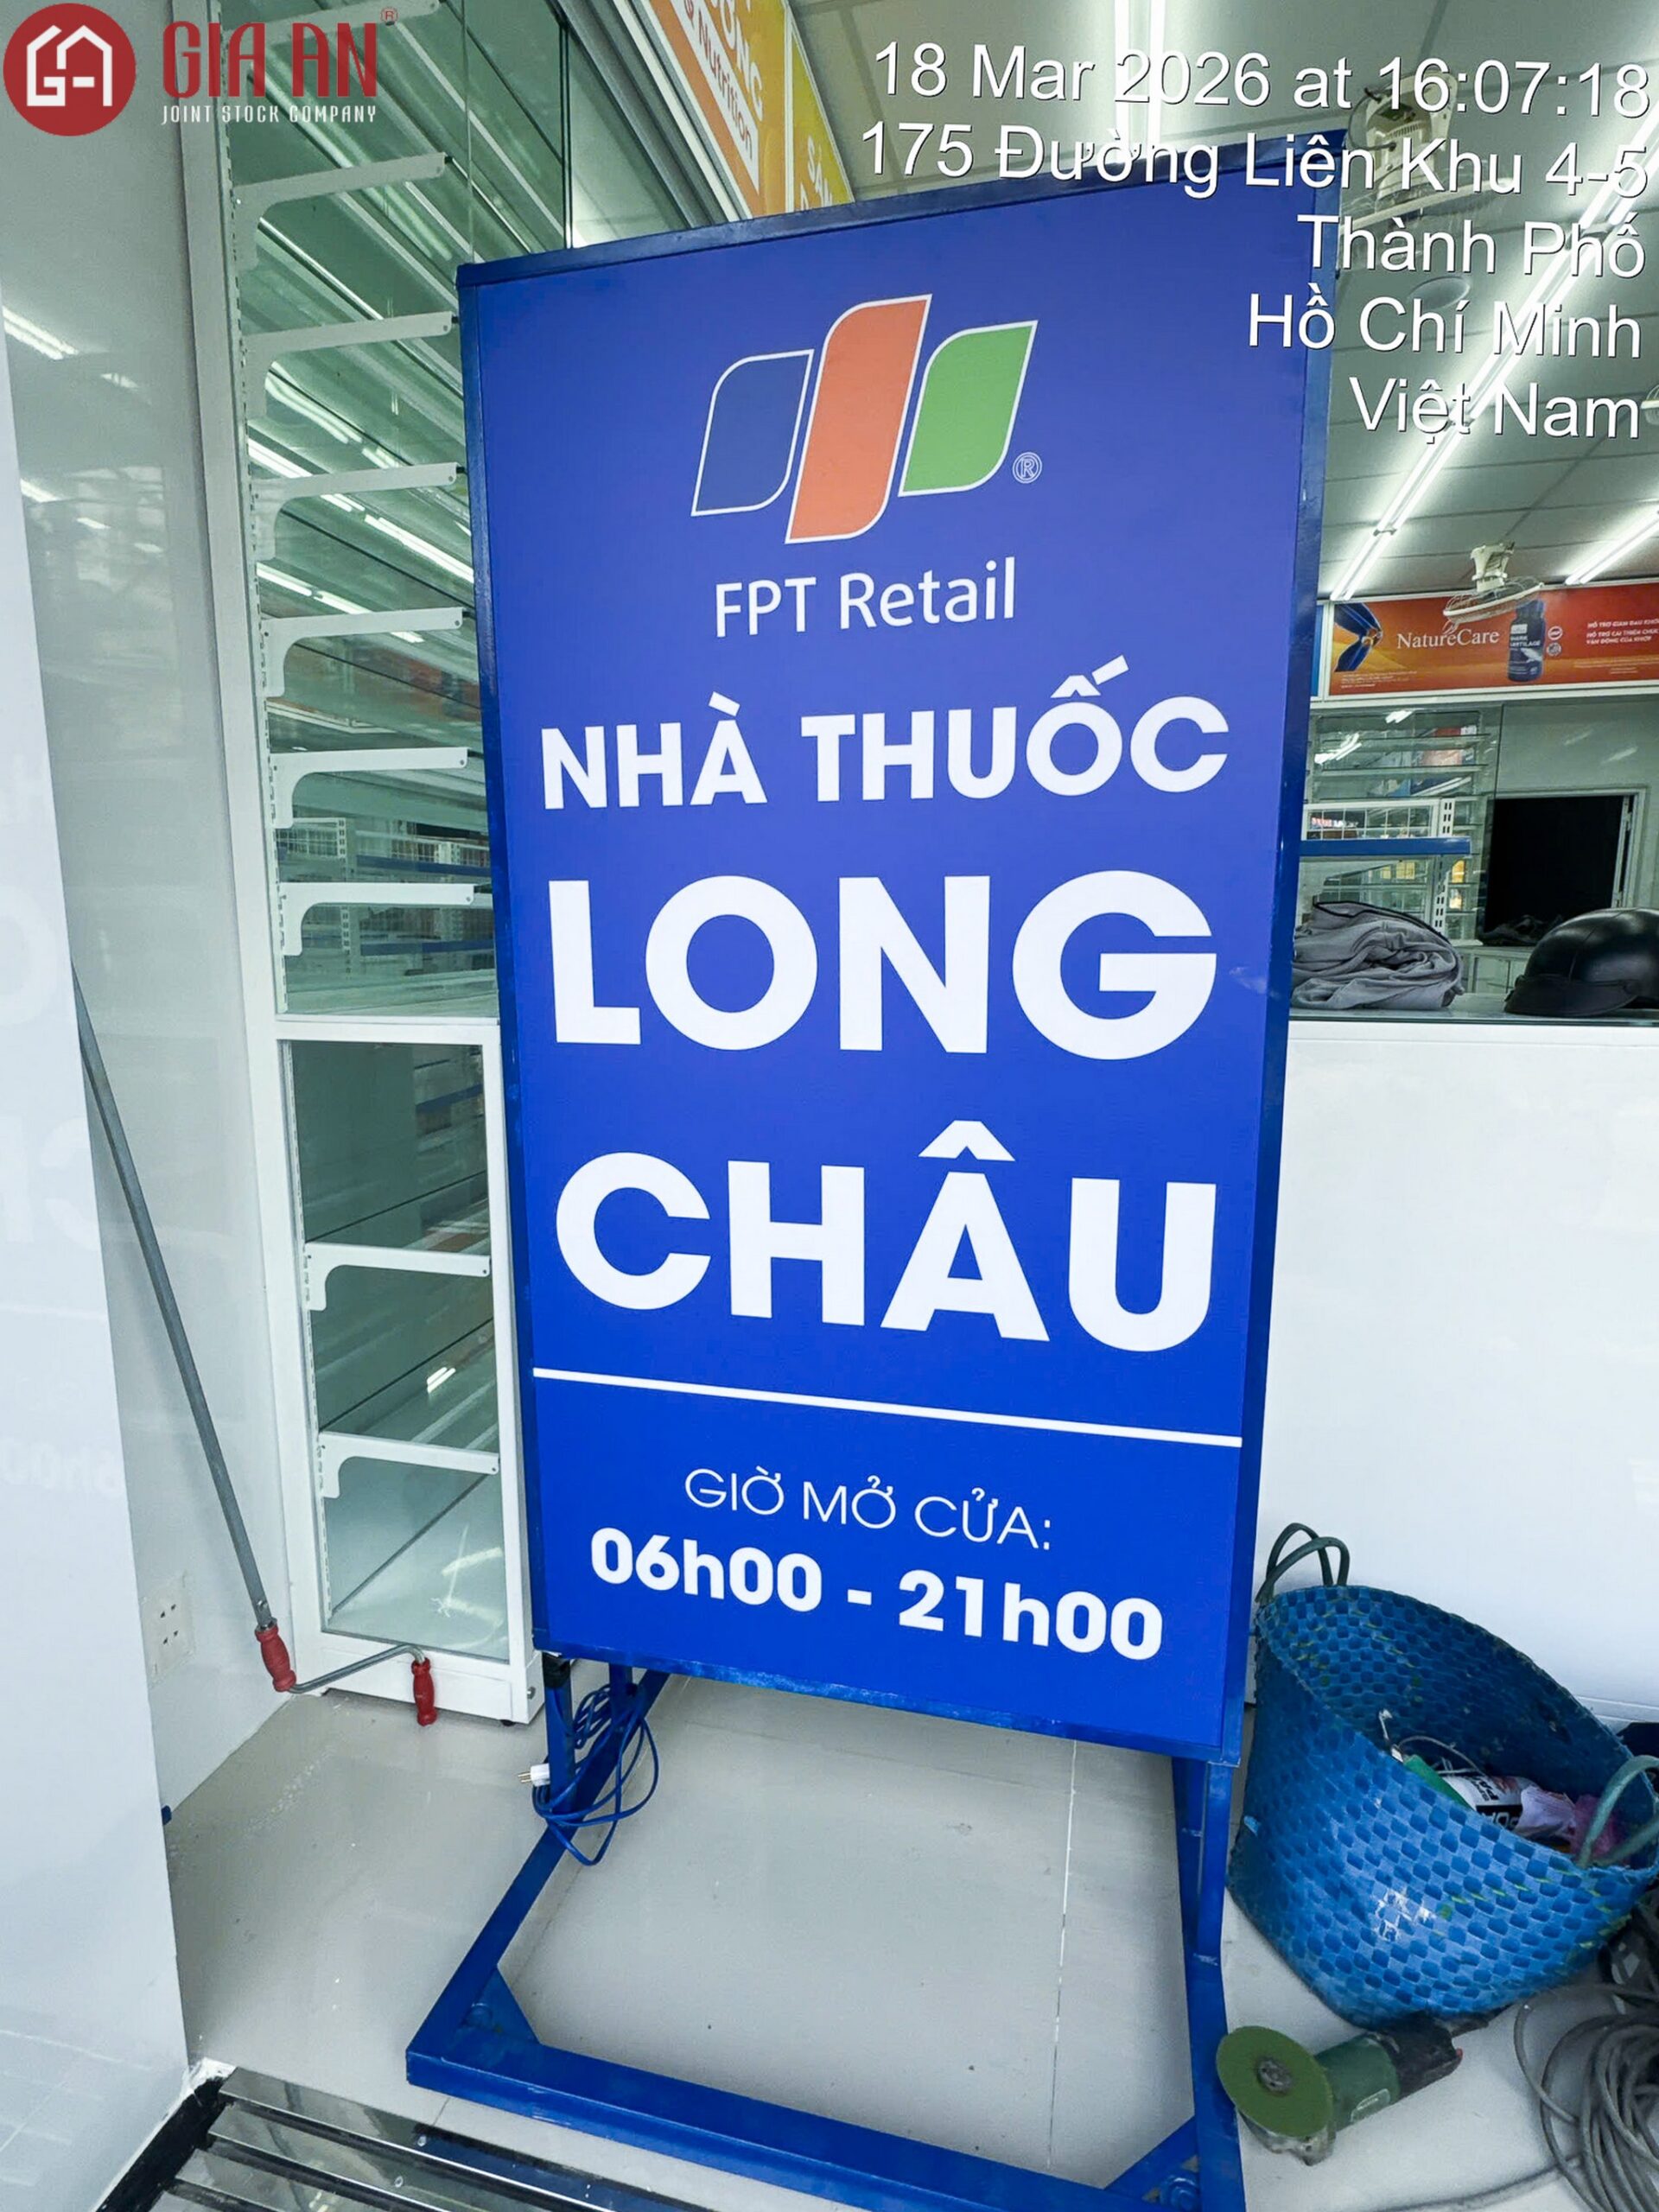 GIA AN®
JOINT STOCK COMPANY
18 Mar 2026 at 16:07:18
175 Đường Liên Khu 4-5
Thành Phố
Hồ Chí Minh
Việt Nam
& Nutrition
®
FPT Retail
NHÀ THUỐC
LONG
CHÂU
GIỜ MỞ CỬA:
06h00 - 21h00
NatureCare